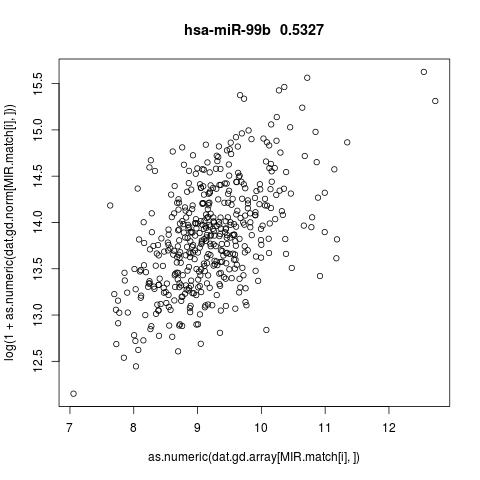 hsa-miR-99b 0.5327
log(1 + as.numeric(dat.gd.norm[MIR.match[i], ]))
15.5
15.0
14.5
14.0
13.5
13.0
12.5
7 8 9 10 11 12
as.numeric(dat.gd.array[MIR.match[i], ])